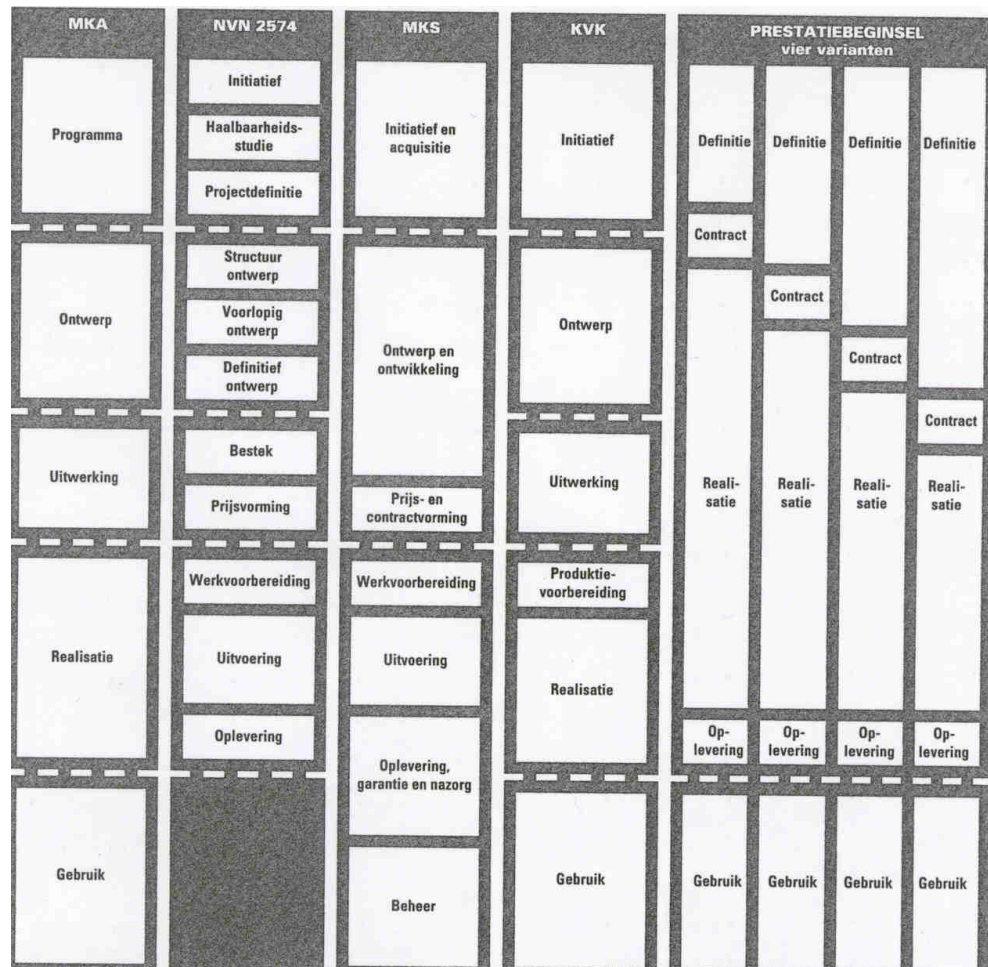 MKA
Programma
Ontwerp
Uitwerking
Realisatie
Gebruik
NVN 2574
Initiatief
Haalbaarheids-
studie
Projectdefinitie
Structuur
ontwerp
Voorlopig
ontwerp
Definitief
ontwerp
Bestek
Prijsvorming
Werkvoorbereiding
Uitvoering
Oplevering
MKS
Initiatief en
acquisitie
Ontwerp en
ontwikkeling
Prijs- en
contractvorming
Werkvoorbereiding
Uitvoering
Oplevering,
garantie en nazorg
Beheer
KVK
Initiatief
Ontwerp
Uitwerking
Produktie-
voorbereiding
Realisatie
Gebruik
PRESTATIEBEGINSEL
vier varianten
Definitie
Contract
Reali-
satie
Op-
levering
Gebruik
Definitie
Contract
Reali-
satie
Op-
levering
Gebruik
Definitie
Contract
Reali-
satie
Op-
levering
Gebruik
Definitie
Contract
Reali-
satie
Op-
levering
Gebruik